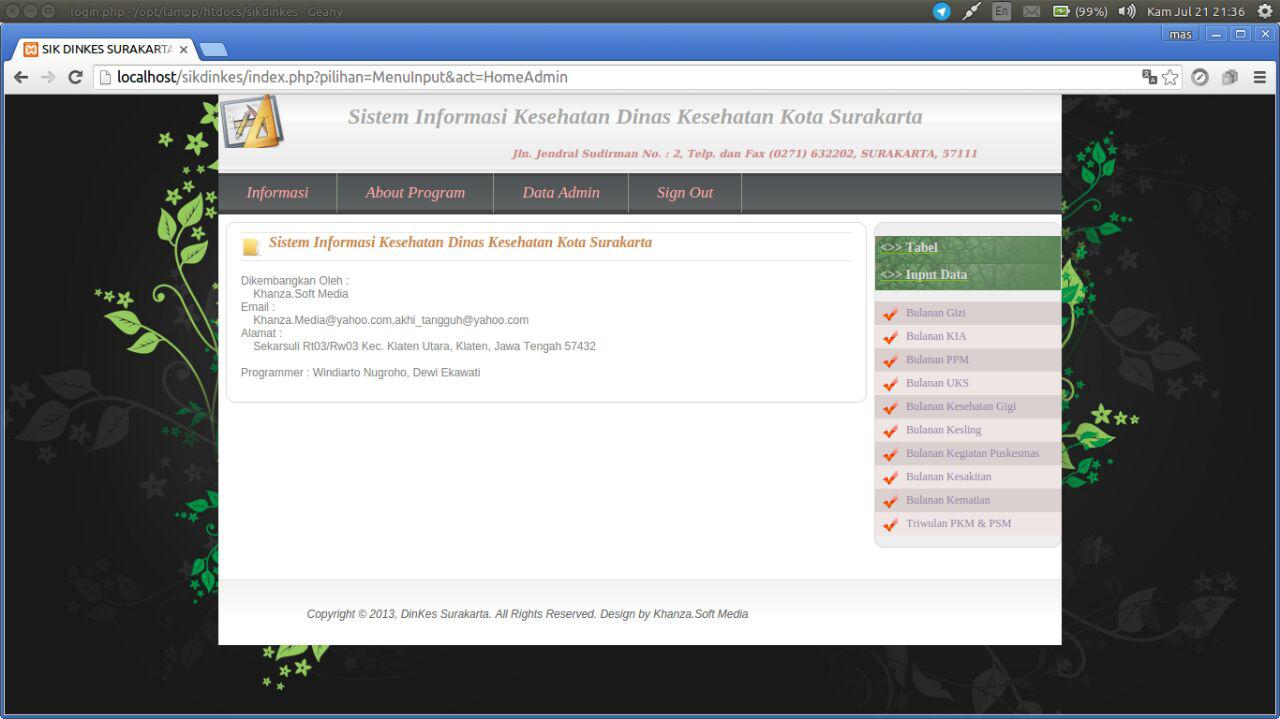 login.php - /opt/lampp/htdocs/sikdinkes - Geany
En
(99%)
Kam Jul 21 21:36
mas
SIK DINKES SURAKARTA
localhost/sikdinkes/index.php?pilihan=MenuInput&act=HomeAdmin
Sistem Informasi Kesehatan Dinas Kesehatan Kota Surakarta
Jln. Jendral Sudirman No. : 2, Telp. dan Fax (0271) 632202, SURAKARTA, 57111
Informasi
About Program
Data Admin
Sign Out
Sistem Informasi Kesehatan Dinas Kesehatan Kota Surakarta
Dikembangkan Oleh :
Khanza.Soft Media
Email :
Khanza.Media@yahoo.com,akhi_tangguh@yahoo.com
Alamat :
Sekarsuli Rt03/Rw03 Kec. Klaten Utara, Klaten, Jawa Tengah 57432
Programmer : Windiarto Nugroho, Dewi Ekawati
<>> Tabel
<>> Input Data
Bulanan Gizi
Bulanan KIA
Bulanan PPM
Bulanan UKS
Bulanan Kesehatan Gigi
Bulanan Kesling
Bulanan Kegiatan Puskesmas
Bulanan Kesakitan
Bulanan Kematian
Triwulan PKM & PSM
Copyright © 2013, DinKes Surakarta. All Rights Reserved. Design by Khanza.Soft Media